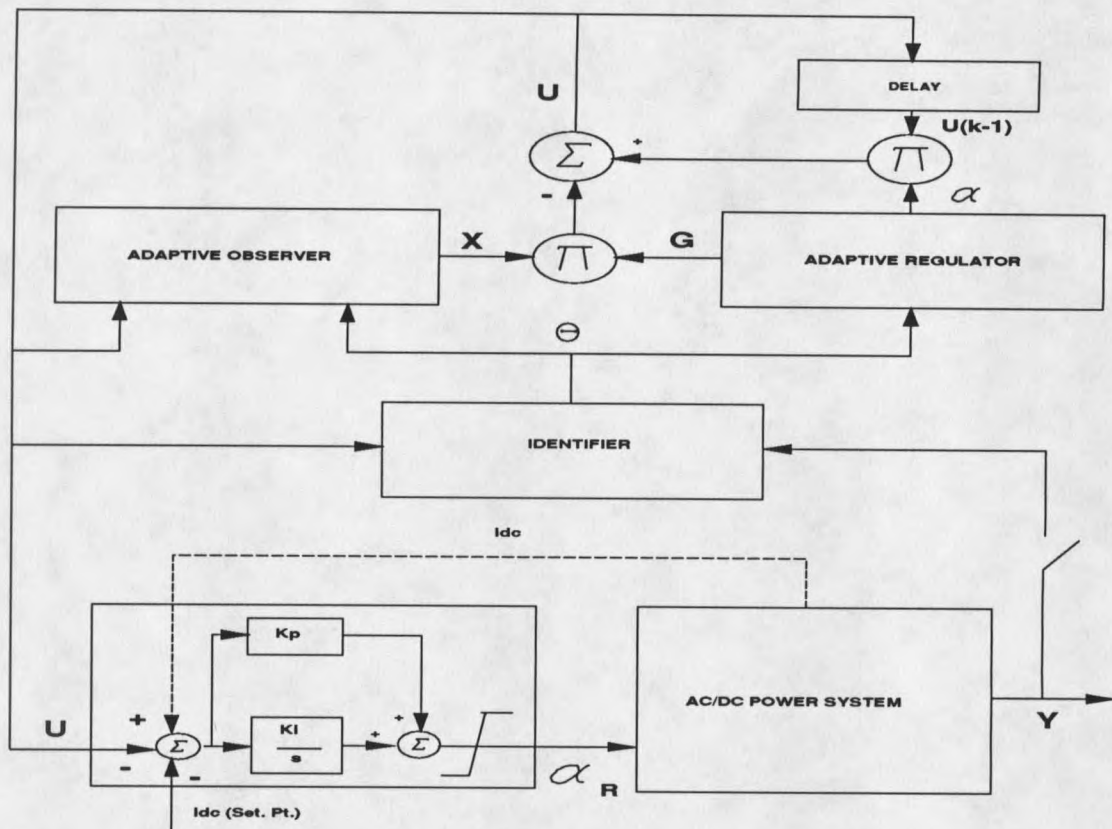 DELAY
U
U(k-1)
+
Σ
Π
-
α
ADAPTIVE OBSERVER
X
Π
G
ADAPTIVE REGULATOR
Θ
IDENTIFIER
Idc
Kp
AC/DC POWER SYSTEM
+
+
U
Σ
KI
s
+
Σ
Y
-
-
α
R
Idc (Set. Pt.)